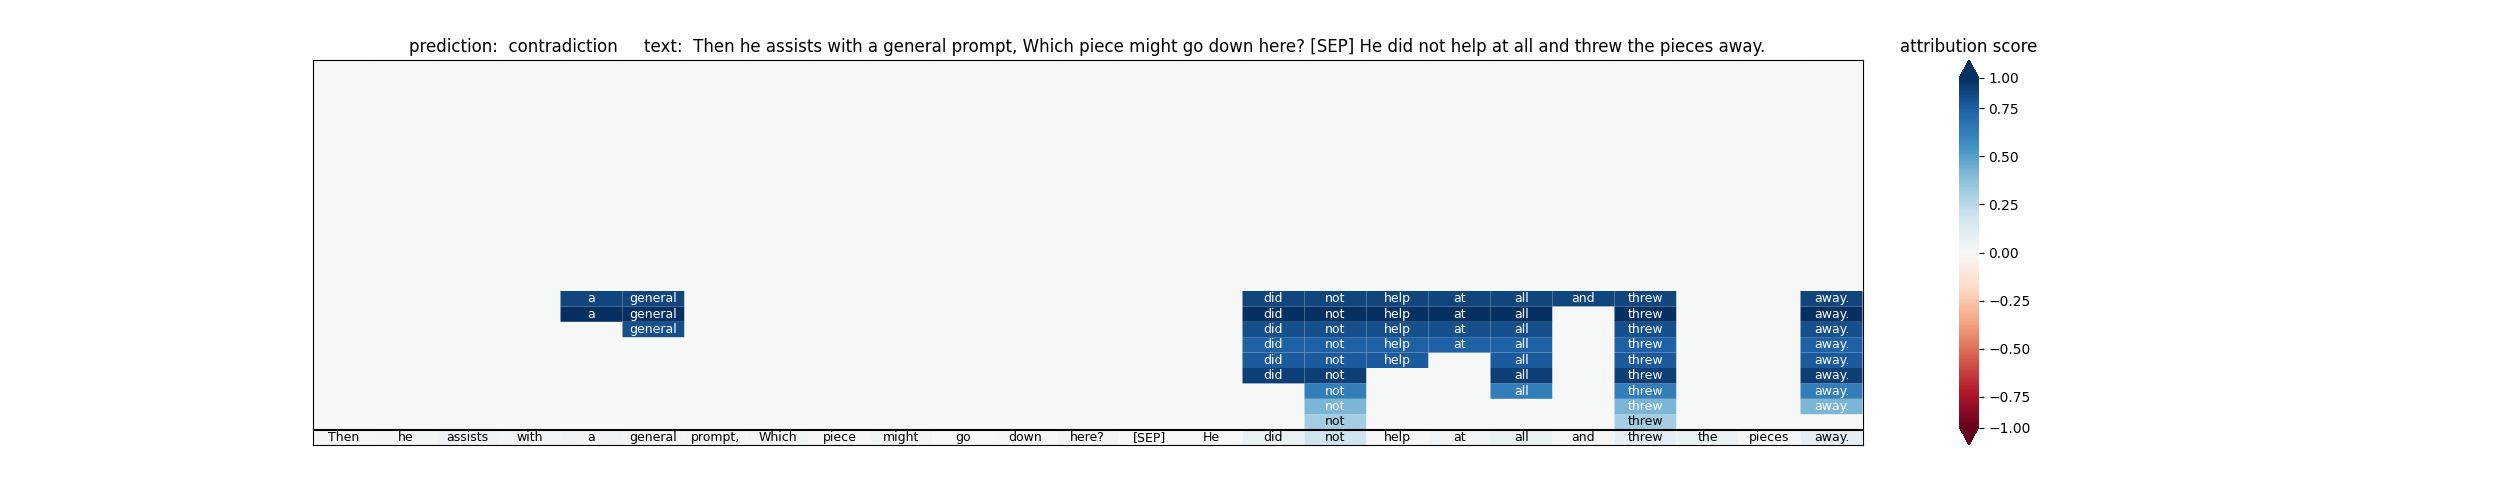 prediction:  contradiction     text:  Then he assists with a general prompt, Which piece might go down here? [SEP] He did not help at all and threw the pieces away.
attribution score
1.00
0.75
0.50
0.25
0.00
−0.25
−0.50
−0.75
−1.00
a general did not help at all and threw away.
a general did not help at all threw away.
general did not help at all threw away.
did not help at all threw away.
did not help all threw away.
did not all threw away.
not all threw away.
not threw away.
not threw
Then he assists with a general prompt, Which piece might go down here? [SEP] He did not help at all and threw the pieces away.